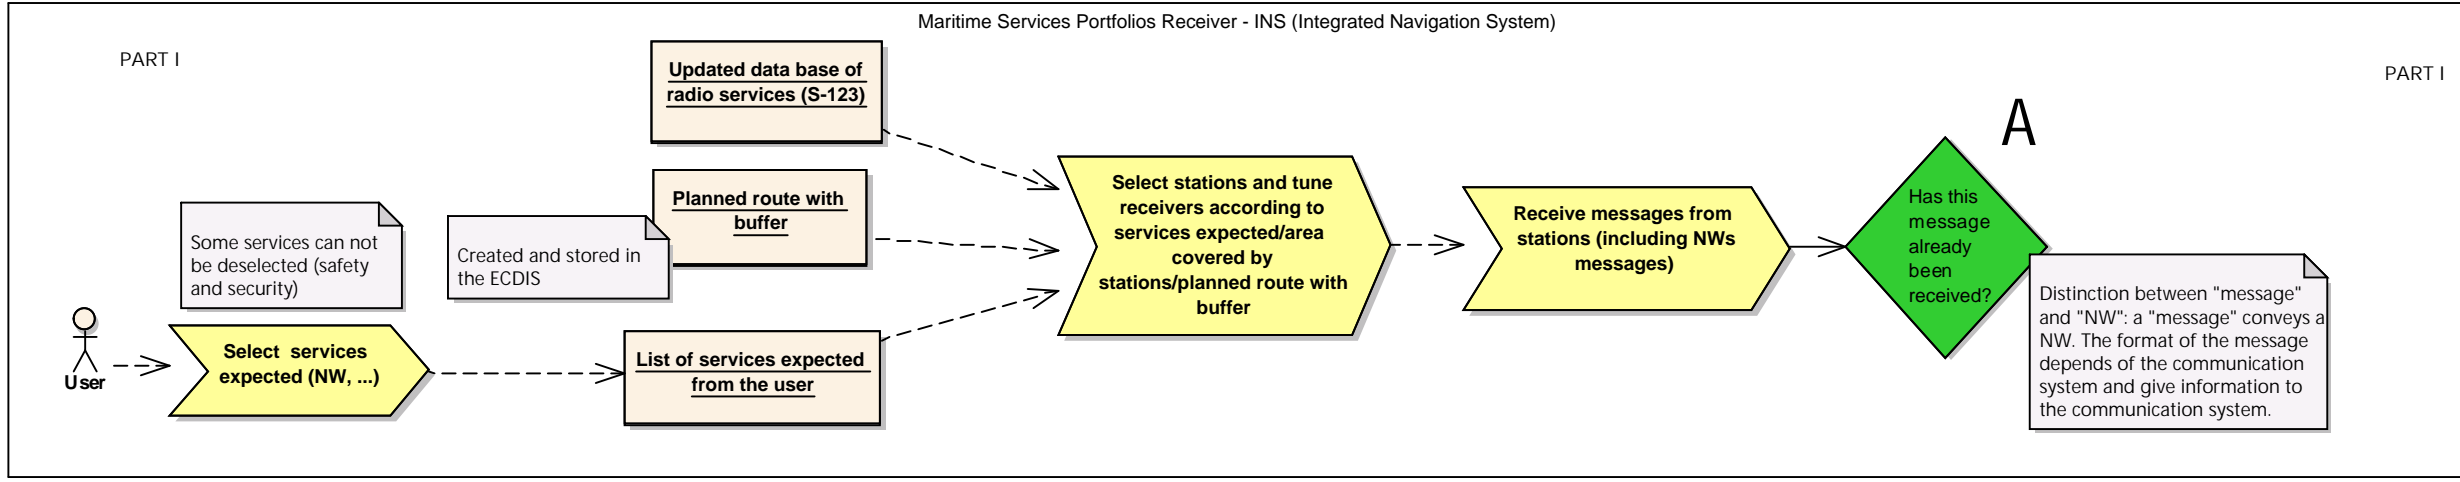 Maritime Services Portfolios Receiver - INS (Integrated Navigation System)
PART I
PART I
Updated data base of
radio services (S-123)
A
Planned route with
buffer
Some services can not
be deselected (safety
and security)
Created and stored in
the ECDIS
User
Select services
expected (NW, ...)
List of services expected
from the user
Select stations and tune
receivers according to
services expected/area
covered by
stations/planned route with
buffer
Receive messages from
stations (including NWs
messages)
Has this
message
already
been
received?
Distinction between "message"
and "NW": a "message" conveys a
NW. The format of the message
depends of the communication
system and give information to
the communication system.